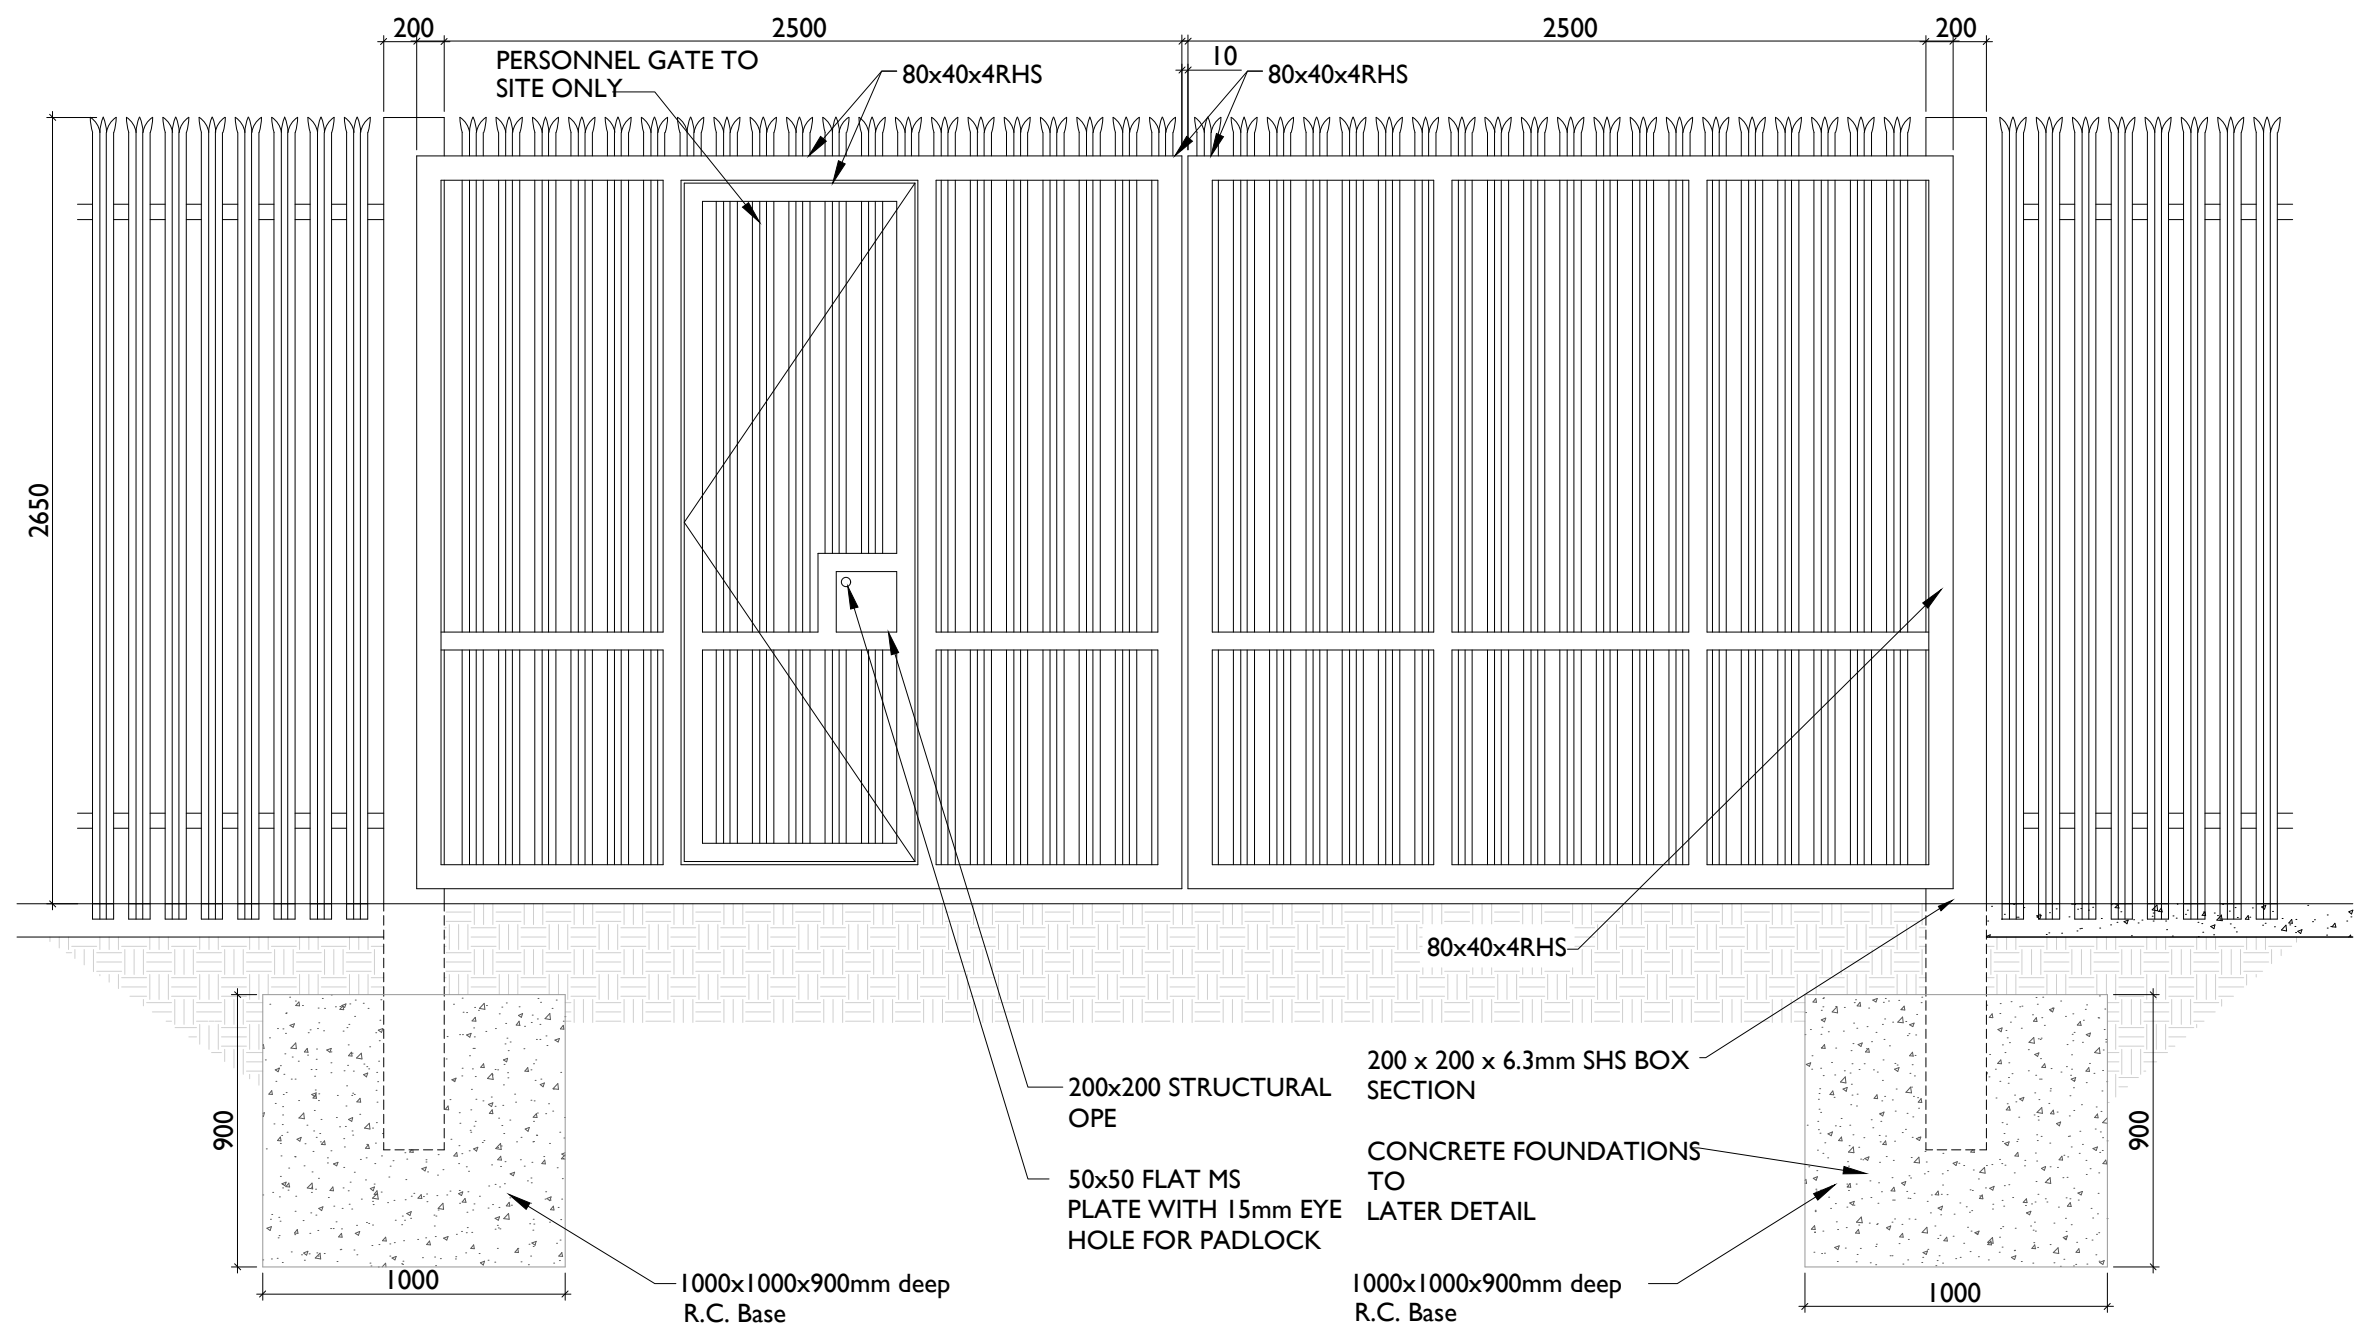 200
2500
2500
200
PERSONNEL GATE TO
SITE ONLY
80x40x4RHS
10
80x40x4RHS
2650
80x40x4RHS
200 x 200 x 6.3mm SHS BOX
SECTION
200x200 STRUCTURAL
OPE
900
900
CONCRETE FOUNDATIONS
TO
LATER DETAIL
50x50 FLAT MS
PLATE WITH 15mm EYE
HOLE FOR PADLOCK
1000
1000x1000x900mm deep
R.C. Base
1000x1000x900mm deep
R.C. Base
1000